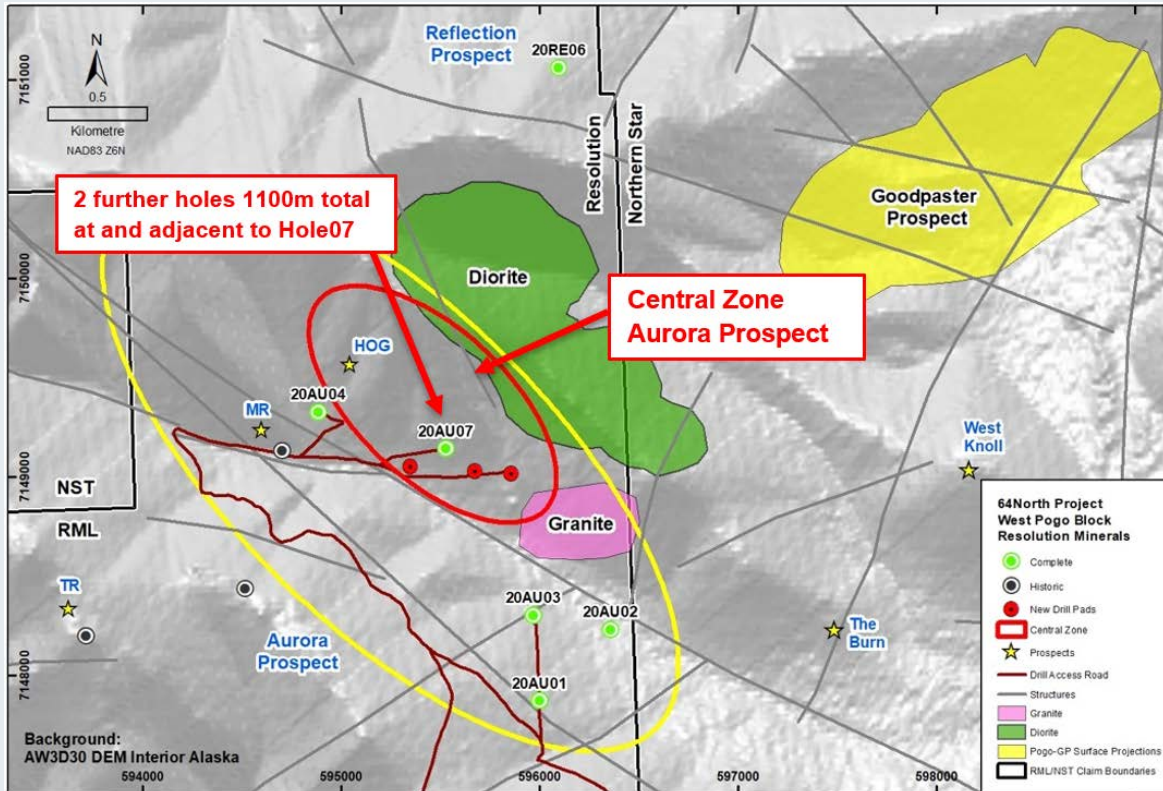 N
0.5
Kilometre
NAD83 Z6N
Reflection
Prospect
20RE06
Resolution
Northern Star
Goodpaster
Prospect
2 further holes 1100m total
at and adjacent to Hole07
Diorite
Central Zone
Aurora Prospect
HOG
20AU04
MR
20AU07
West
Knoll
NST
RML
Granite
TR
20AU03
20AU02
The
Burn
Aurora
Prospect
20AU01
Background:
AW3D30 DEM Interior Alaska
7151000
7150000
7149000
7148000
594000
595000
596000
597000
598000
64North Project
West Pogo Block
Resolution Minerals
Complete
Historic
New Drill Pads
Central Zone
Prospects
Drill Access Road
Structures
Granite
Diorite
Pogo-GP Surface Projections
RML/NST Claim Boundaries